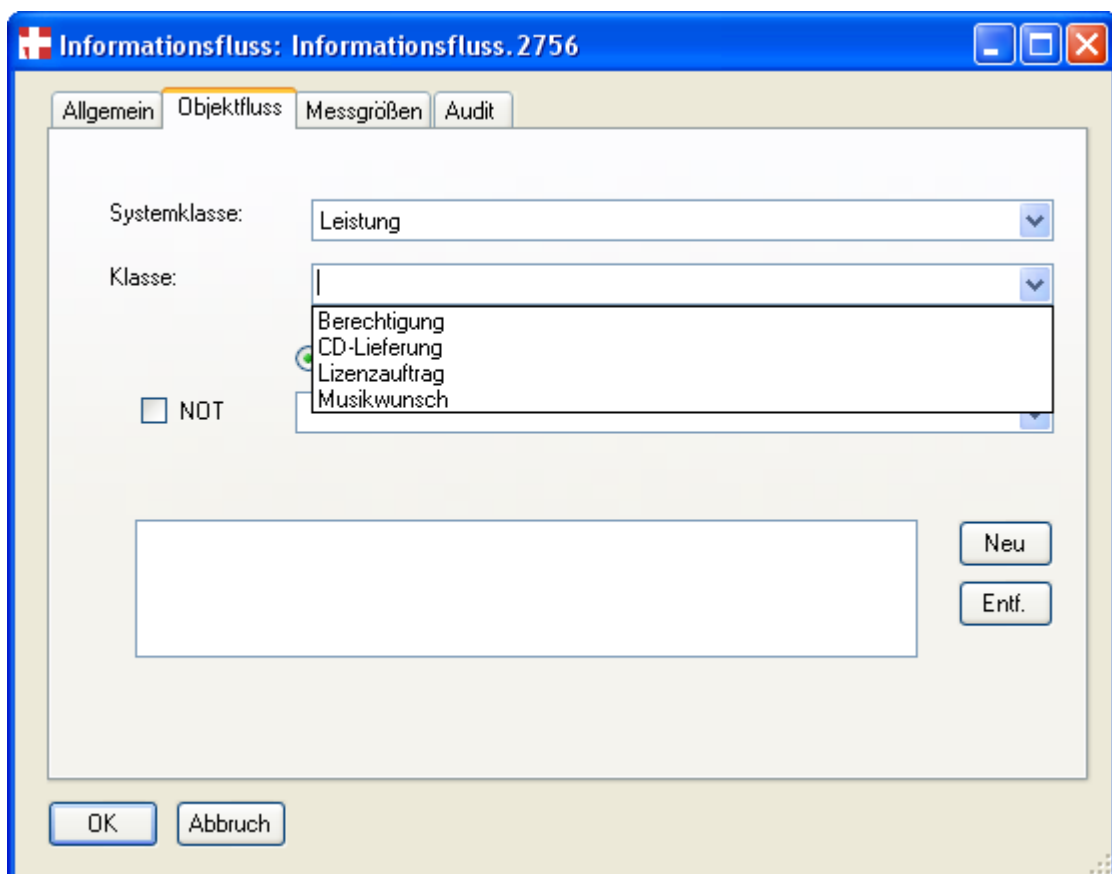 Informationsfluss: Informationsfluss.2756
Allgemein Objektfluss Messgrößen Audit
Systemklasse: Leistung
Klasse:
Berechtigung
CD-Lieferung
Lizenzauftrag
Musikwunsch
NOT
Neu
Entf.
OK Abbruch